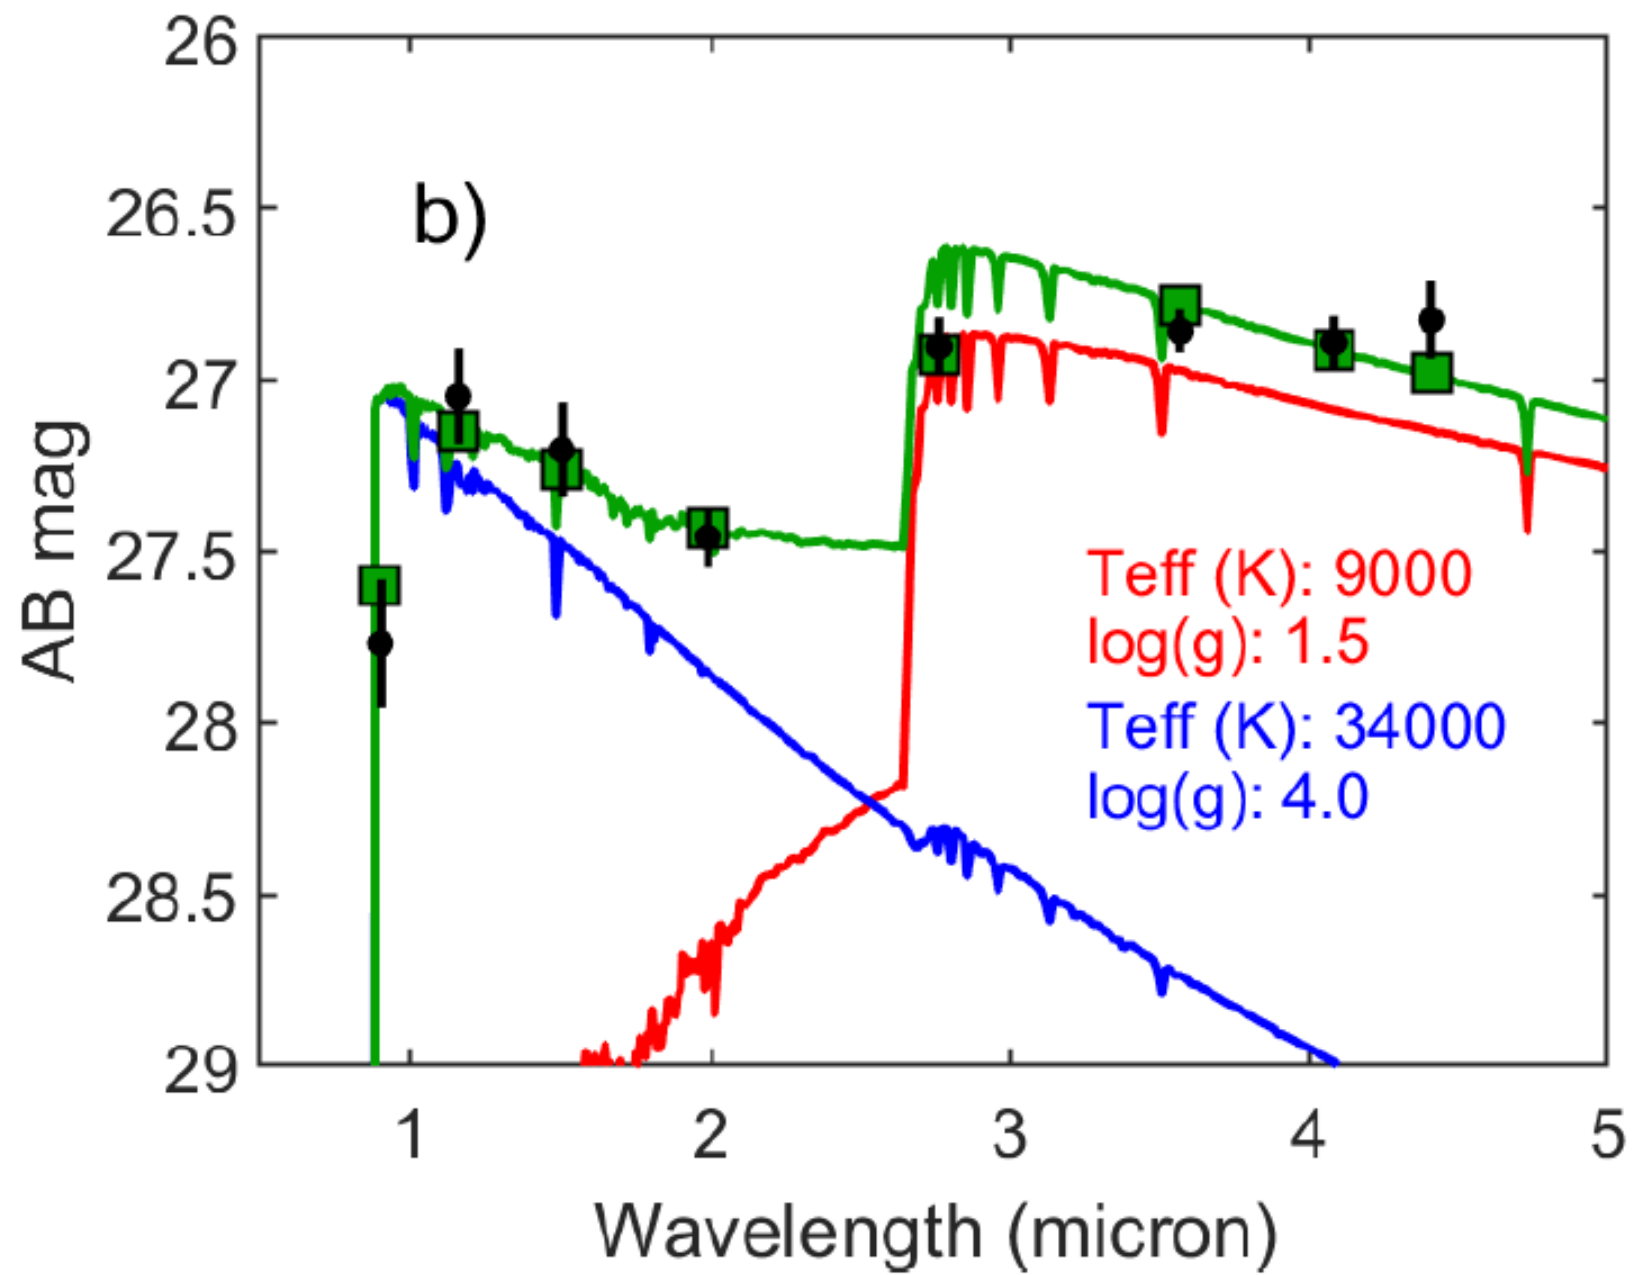 b)
AB mag
26
26.5
27
27.5
28
28.5
29
Teff (K): 9000
log(g): 1.5
Teff (K): 34000
log(g): 4.0
1 2 3 4 5
Wavelength (micron)